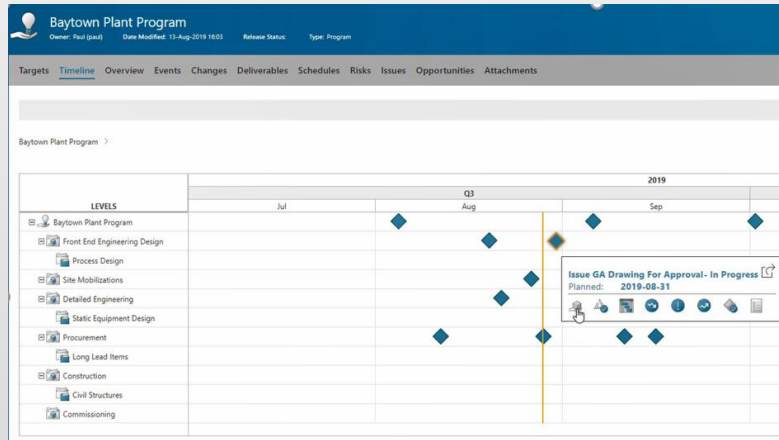 Baytown Plant Program
Owner: Paul (paul) Date Modified: 13-Aug-2019 16:03 Release Status: Type: Program
Targets Timeline Overview Events Changes Deliverables Schedules Risks Issues Opportunities Attachments
Baytown Plant Program >
2019
Q3
LEVELS Jul Aug Sep
Baytown Plant Program
Front End Engineering Design
Process Design
Site Mobilizations
Issue GA Drawing For Approval- In Progress
Planned: 2019-08-31
Detailed Engineering
Static Equipment Design
Procurement
Long Lead Items
Construction
Civil Structures
Commissioning